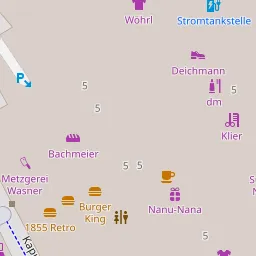 Wöhrl
Stromtankstelle
P
Deichmann
5
5
dm
5
Klier
Bachmeier
5
5
Metzgerei
Wasner
Nanu-Nana
Burger
King
1855 Retro
5